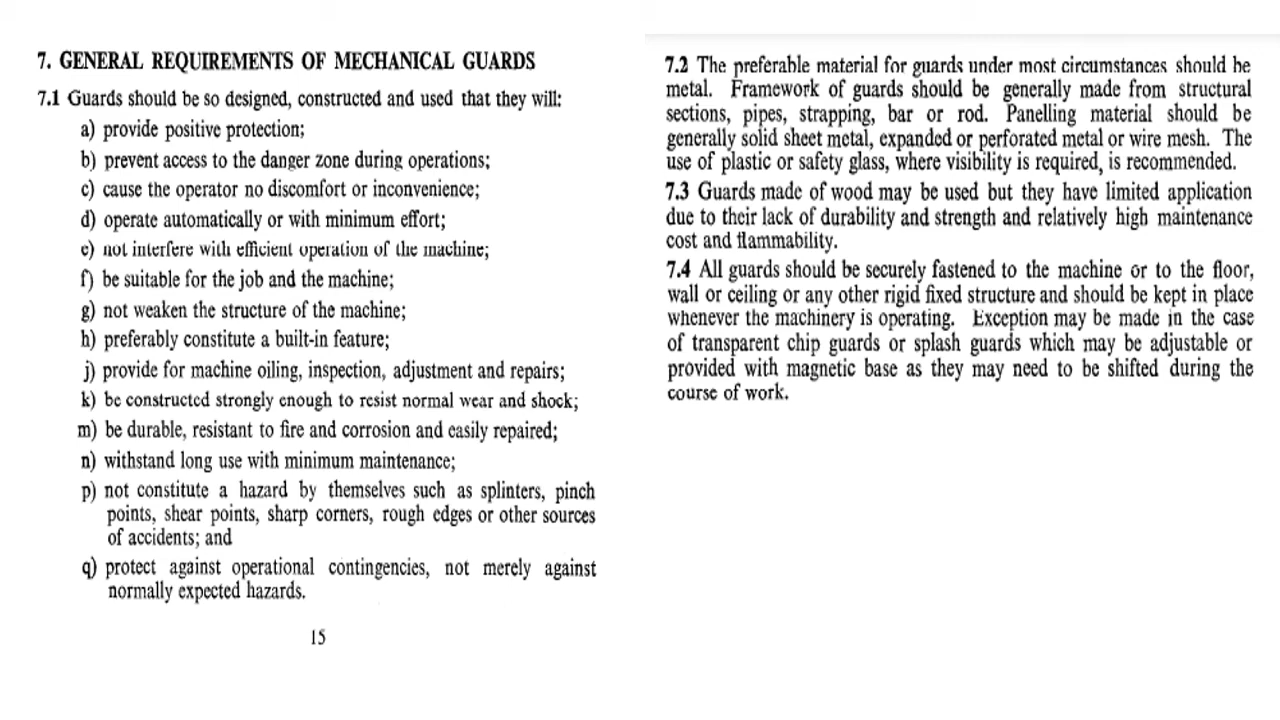 7. GENERAL REQUIREMENTS OF MECHANICAL GUARDS
7.1 Guards should be so designed, constructed and used that they will:
a) provide positive protection;
b) prevent access to the danger zone during operations;
c) cause the operator no discomfort or inconvenience;
d) operate automatically or with minimum effort;
e) not interfere with efficient operation of the machine;
f) be suitable for the job and the machine;
g) not weaken the structure of the machine;
h) preferably constitute a built-in feature;
j) provide for machine oiling, inspection, adjustment and repairs;
k) be constructed strongly enough to resist normal wear and shock;
m) be durable, resistant to fire and corrosion and easily repaired;
n) withstand long use with minimum maintenance;
p) not constitute a hazard by themselves such as splinters, pinch
points, shear points, sharp corners, rough edges or other sources
of accidents; and
q) protect against operational contingencies, not merely against
normally expected hazards.
15
7.2 The preferable material for guards under most circumstances should be
metal. Framework of guards should be generally made from structural
sections, pipes, strapping, bar or rod. Panelling material should be
generally solid sheet metal, expanded or perforated metal or wire mesh. The
use of plastic or safety glass, where visibility is required, is recommended.
7.3 Guards made of wood may be used but they have limited application
due to their lack of durability and strength and relatively high maintenance
cost and flammability.
7.4 All guards should be securely fastened to the machine or to the floor,
wall or ceiling or any other rigid fixed structure and should be kept in place
whenever the machinery is operating. Exception may be made in the case
of transparent chip guards or splash guards which may be adjustable or
provided with magnetic base as they may need to be shifted during the
course of work.